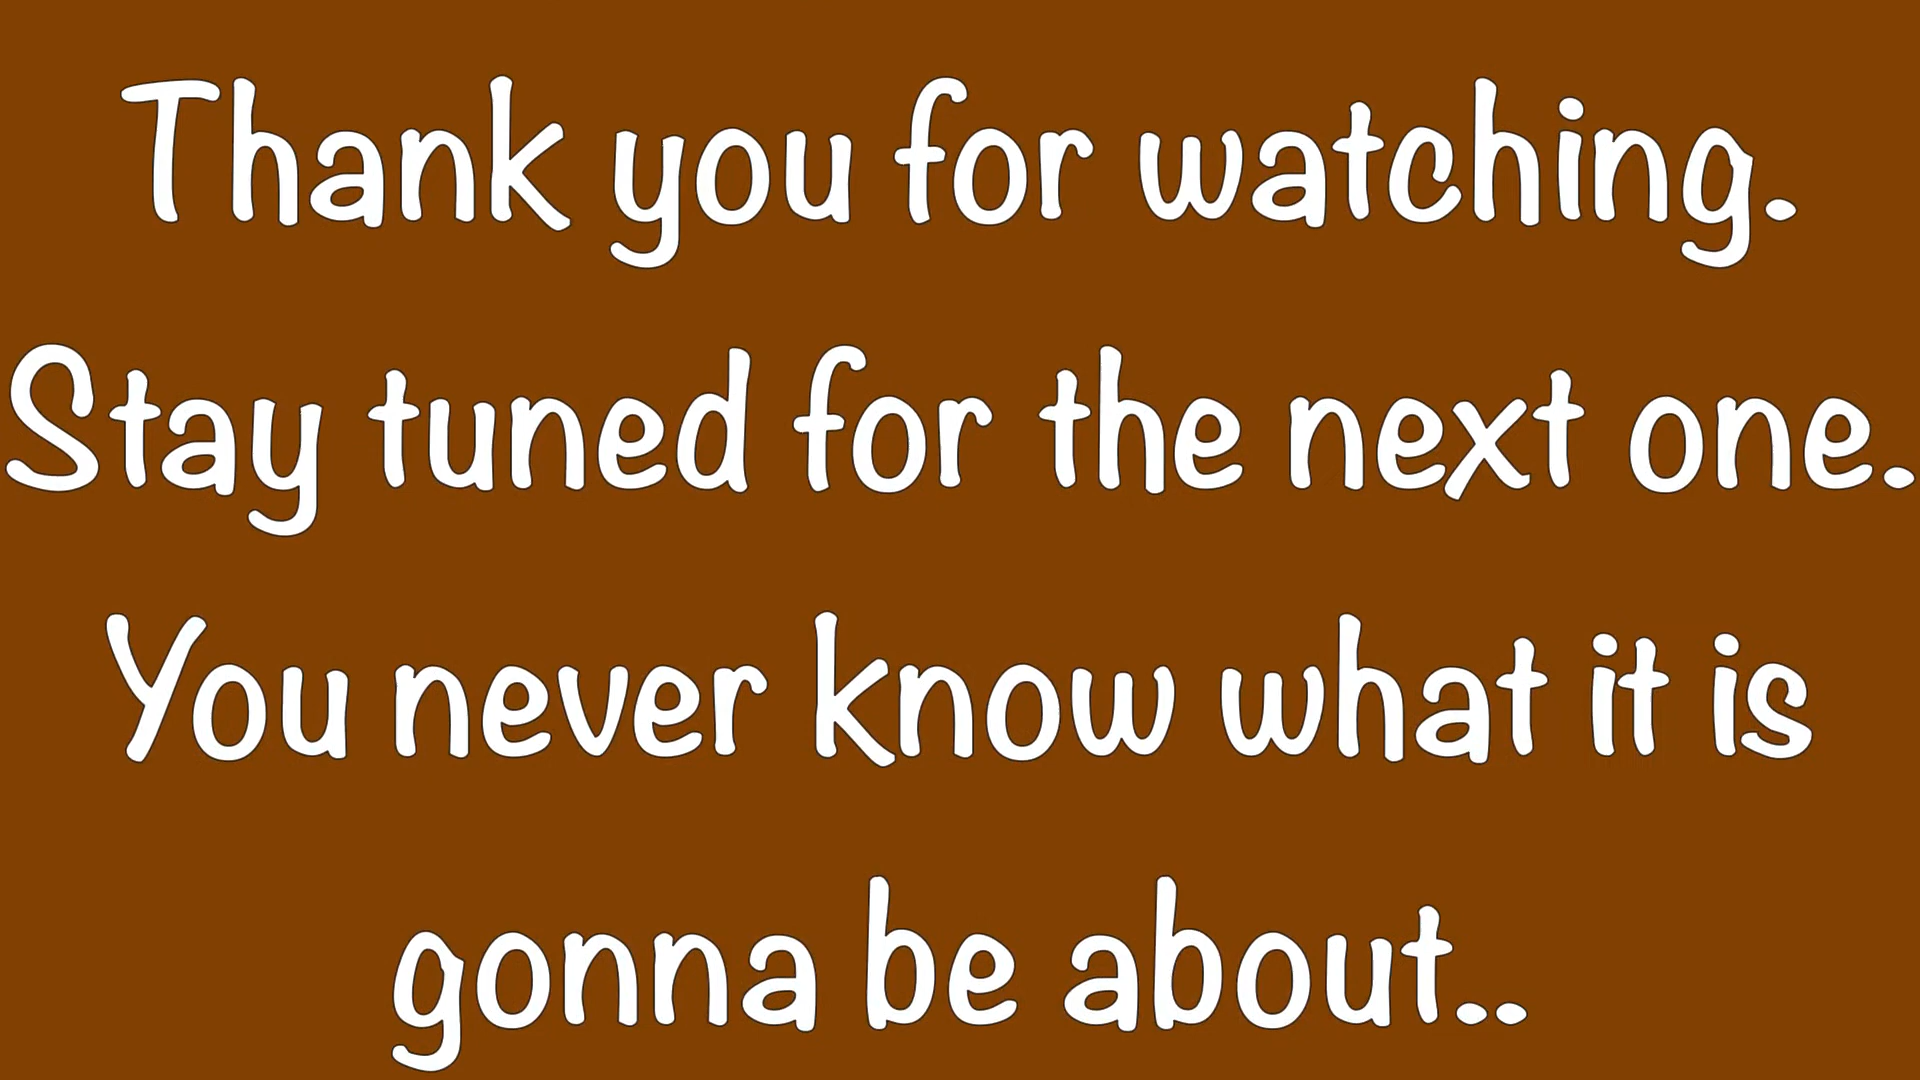 Thank you for watching.
Stay tuned for the next one.
You never know what it is
gonna be about..